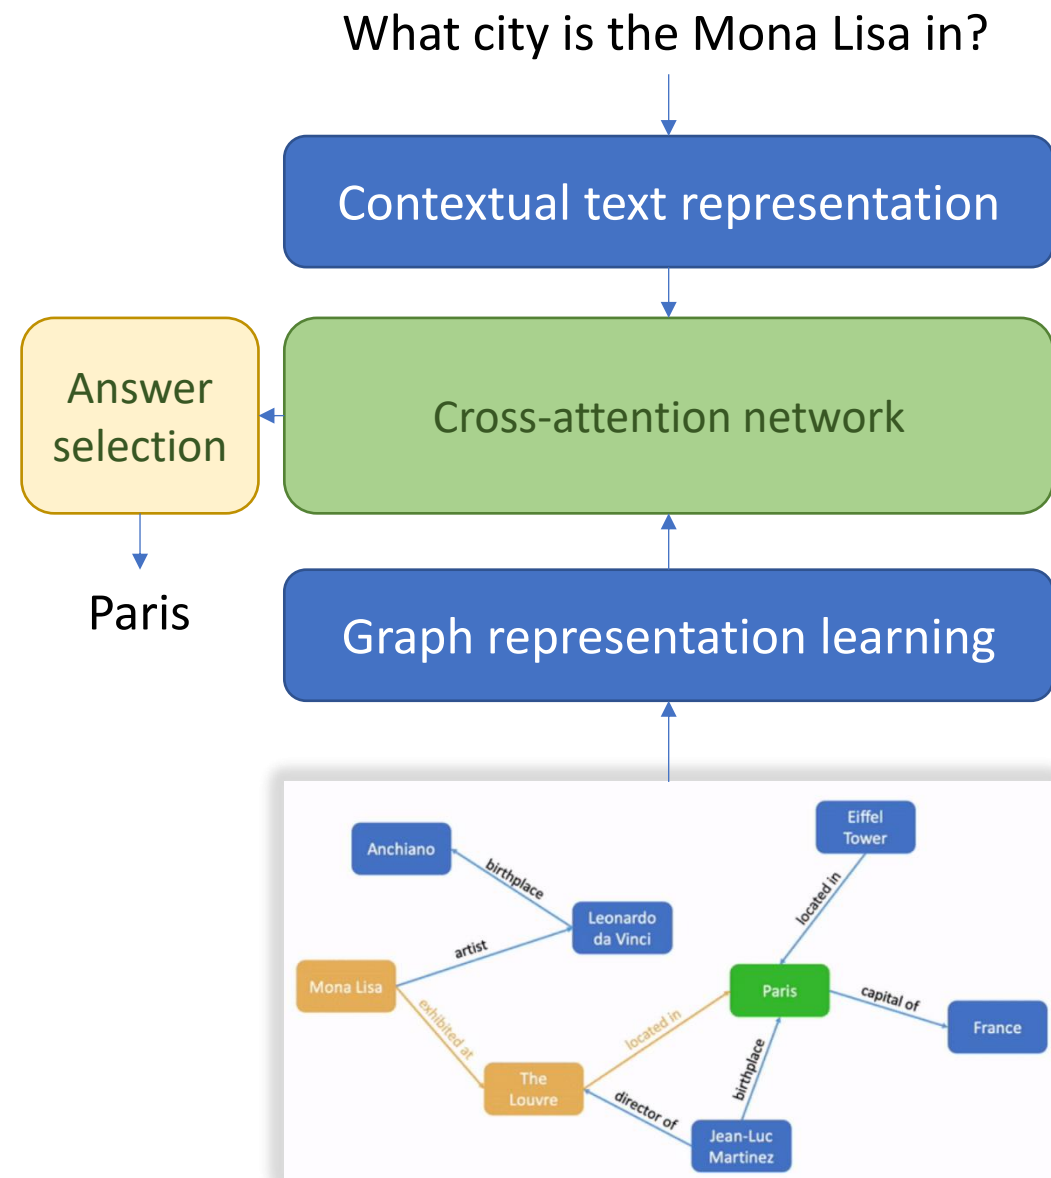 What city is the Mona Lisa in?
Contextual text representation
Answer
selection
Cross-attention network
Paris
Graph representation learning
Eiffel
Tower
Anchiano
birthplace
located in
Leonardo
da Vinci
artist
Mona Lisa
Paris
capital of
exhibited at
located in
France
The
Louvre
birthplace
director of
Jean-Luc
Martinez